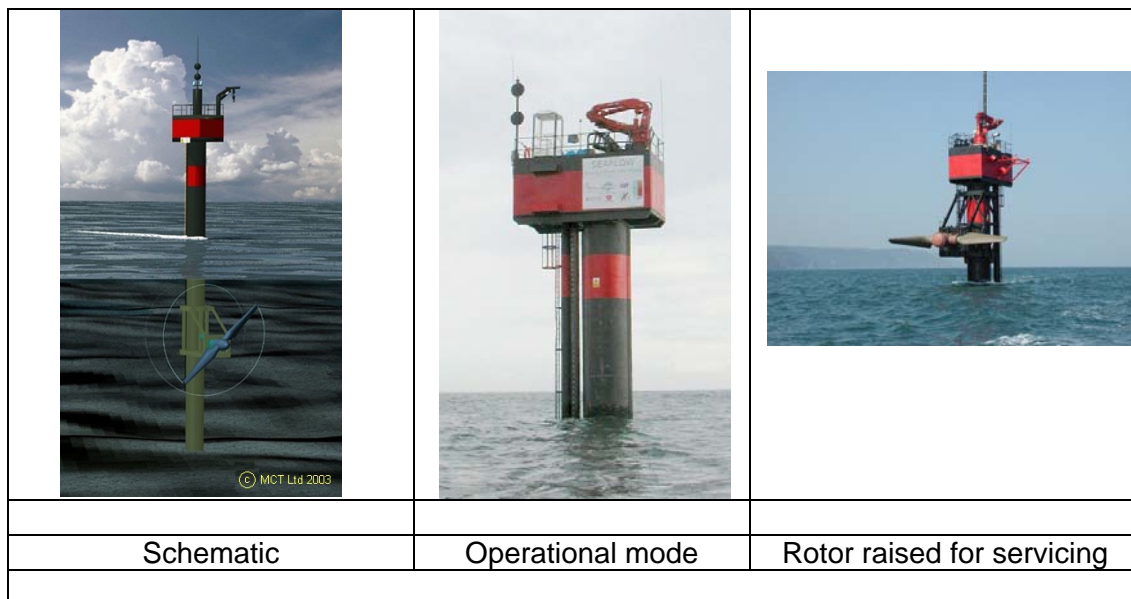 SEAFLOW
© MCT Ltd 2003
Schematic
Operational mode
Rotor raised for servicing